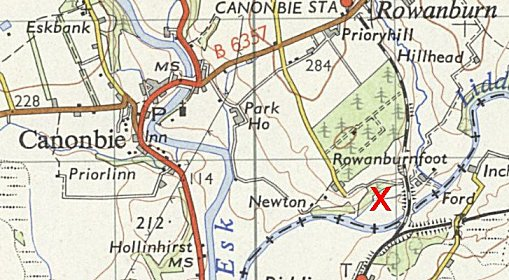 CANONBIE STA
Rowanburn
Eskbank
B 6357
Prioryhill
Hillhead
MS
284
228
Park
Ho
P
Canonbie
Inn
Rowanburnfoot
Priorlinn
114
X
Inch
Newton
Ford
212
Hollinhirst
MS
Esk
T